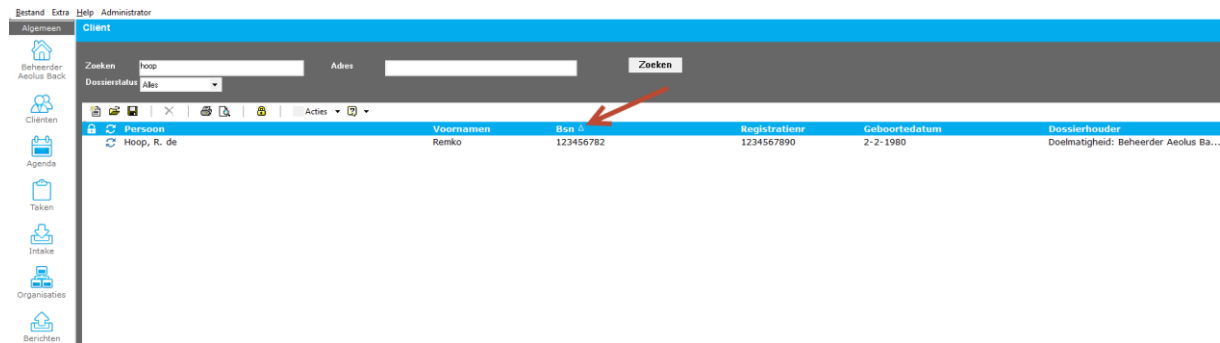 Bestand Extra Help Administrator
Algemeen
Cliënt
Beheerder
Aeolus Back
Cliënten
Agenda
Taken
Intake
Organisaties
Berichten
Zoeken hoop Adres Zoeken
Dossierstatus Alles
Acties
Persoon Voornamen Bsn Registratienr Geboortedatum Dossierhouder
Hoop, R. de Remko 123456782 1234567890 2-2-1980 Doelmatigheid: Beheerder Aeolus Ba...